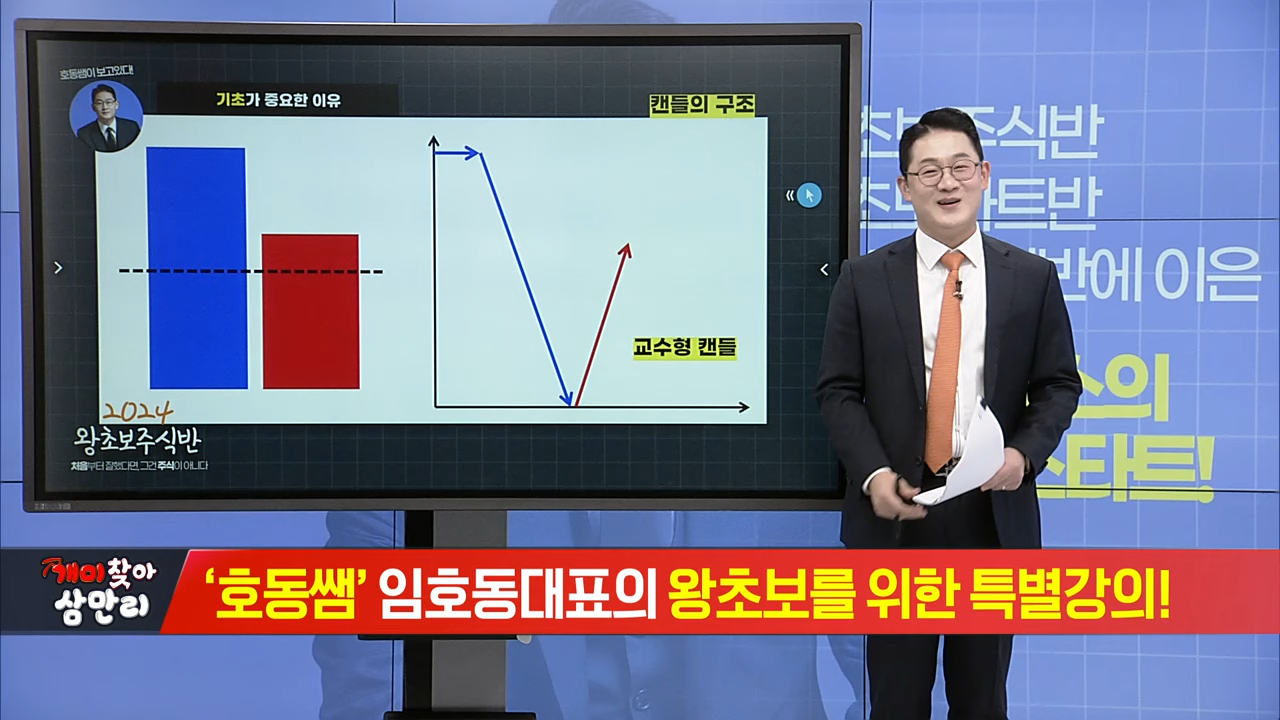 호동쌤이 보고있다!
기초가 중요한 이유
캔들의 구조
교수형 캔들
2024
왕초보주식반
처음부터 잘했다면, 그건 주식이 아니다
주식반
트반
반에 이은
스의
스타트!
개미찾아
삼만리
‘호동쌤’ 임호동대표의 왕초보를 위한 특별강의!